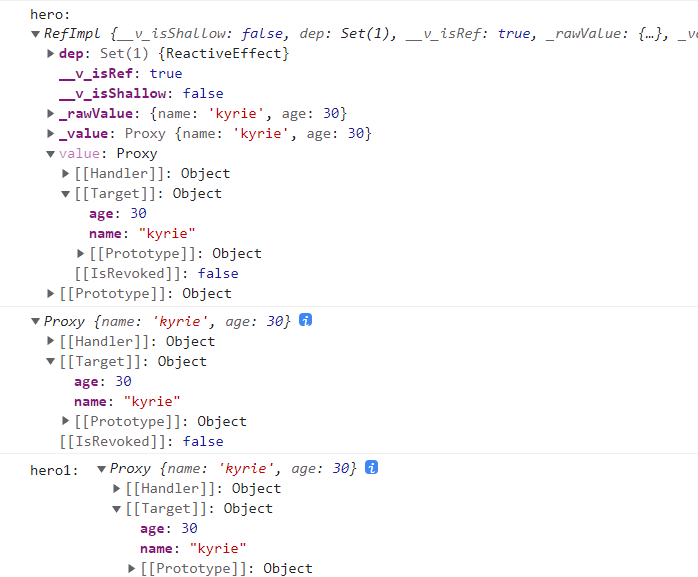 hero:
▼RefImpl {__v_isShallow: false, dep: Set(1), __v_isRef: true, _rawValue: {…}, _v
▶dep: Set(1) {ReactiveEffect}
__v_isRef: true
__v_isShallow: false
▶_rawValue: {name: 'kyrie', age: 30}
▶_value: Proxy {name: 'kyrie', age: 30}
▼value: Proxy
▶[[Handler]]: Object
▼[[Target]]: Object
age: 30
name: "kyrie"
▶[[Prototype]]: Object
[[IsRevoked]]: false
▶[[Prototype]]: Object
▼Proxy {name: 'kyrie', age: 30} i
▶[[Handler]]: Object
▼[[Target]]: Object
age: 30
name: "kyrie"
▶[[Prototype]]: Object
[[IsRevoked]]: false
hero1: ▼Proxy {name: 'kyrie', age: 30} i
▶[[Handler]]: Object
▼[[Target]]: Object
age: 30
name: "kyrie"
▶[[Prototype]]: Object